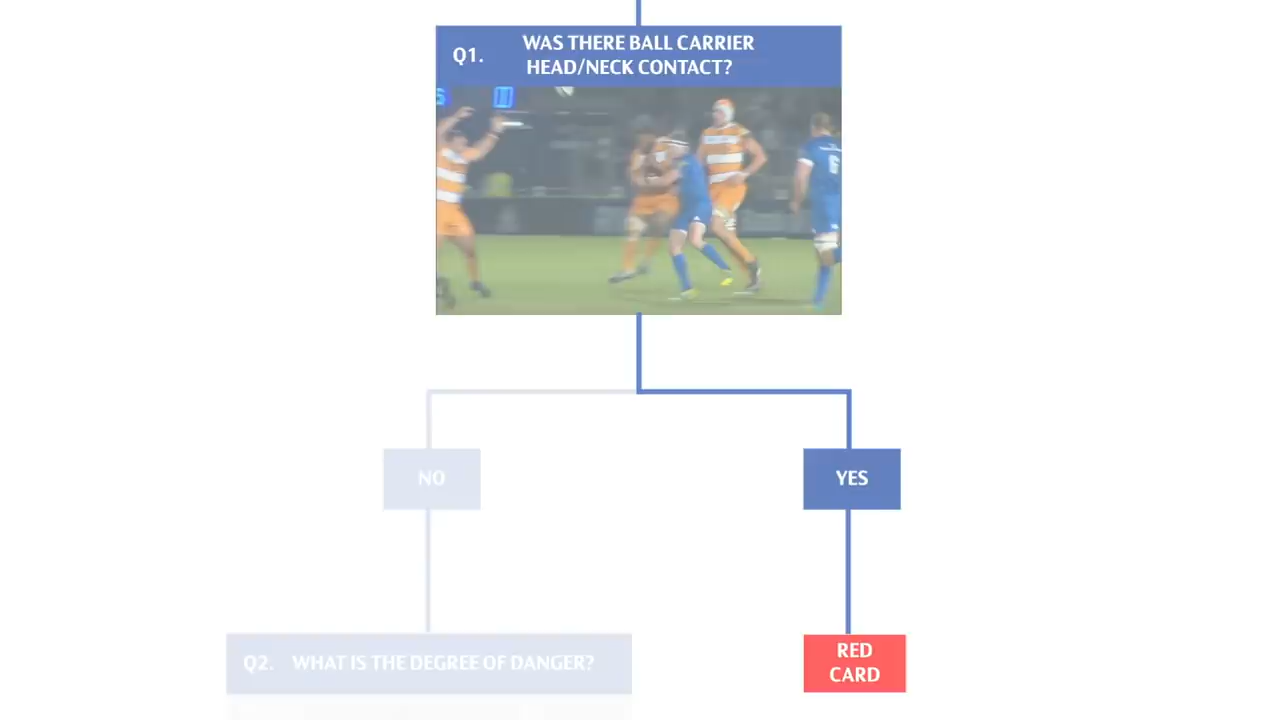 Q1.
WAS THERE BALL CARRIER
HEAD/NECK CONTACT?
6
NO
YES
Q2. WHAT IS THE DEGREE OF DANGER?
RED
CARD